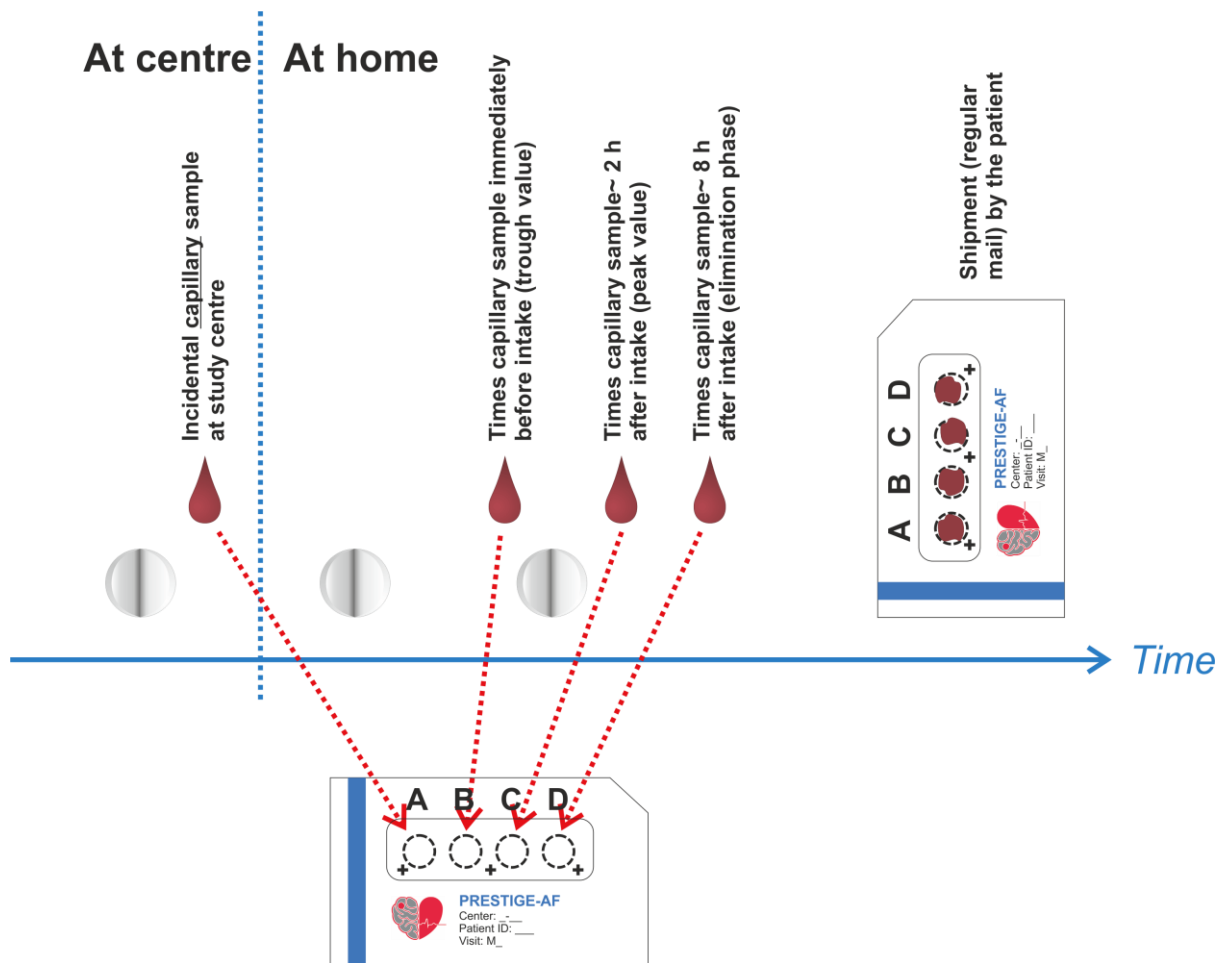 At centre
At home
Incidental capillary sample
at study centre
Times capillary sample immediately
before intake (trough value)
Times capillary sample~ 2 h
after intake (peak value)
Times capillary sample~ 8 h
after intake (elimination phase)
Shipment (regular
mail) by the patient
A B C D
PRESTIGE-AF
Center: _-__
Patient ID: ___
Visit: M_
Time
A B C D
PRESTIGE-AF
Center: _-__
Patient ID: ___
Visit: M_